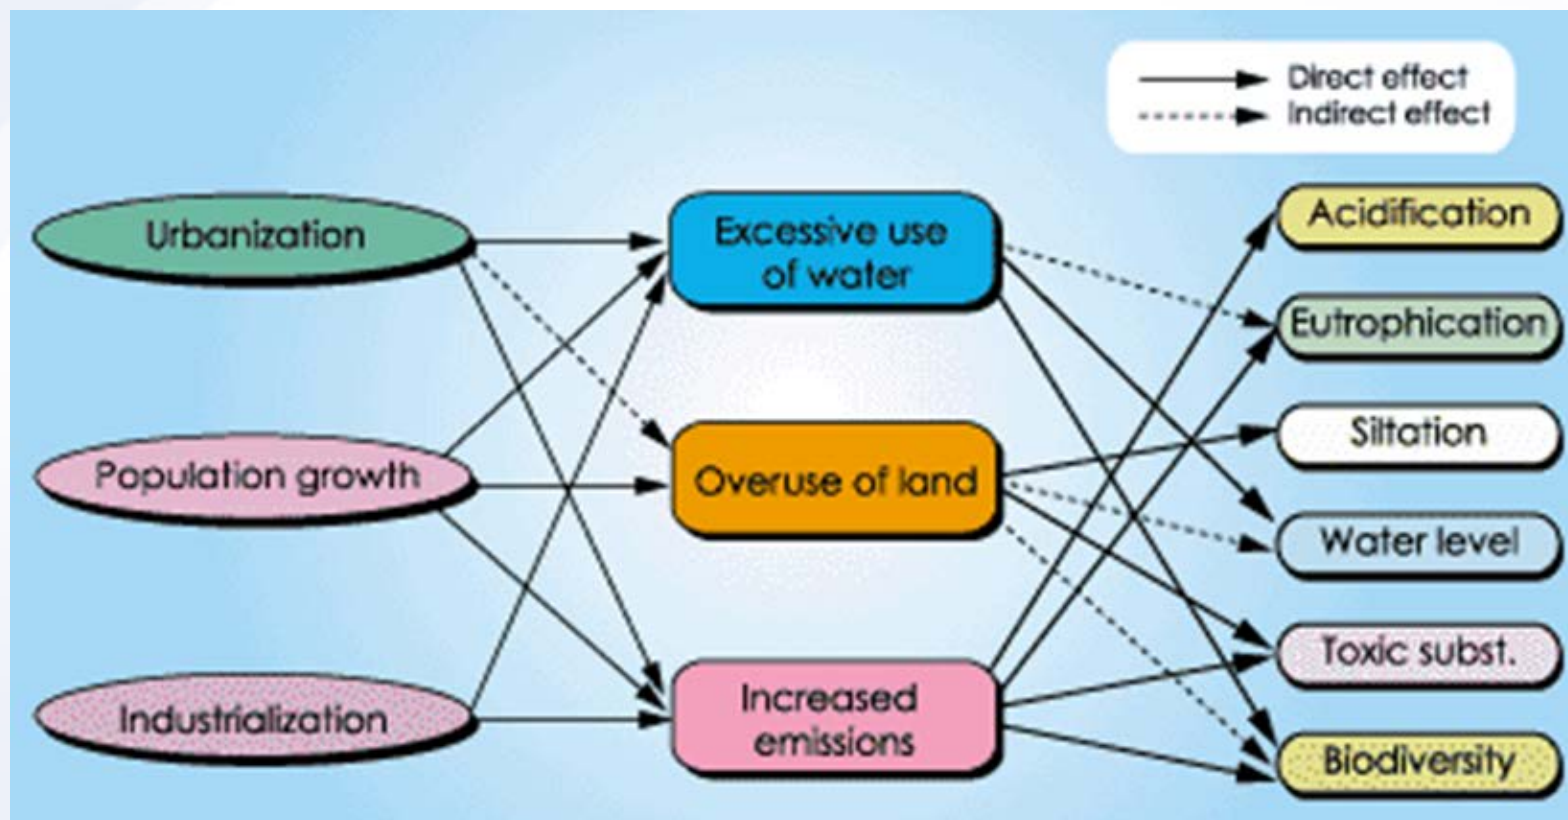 Direct effect
Indirect effect
Urbanization
Population growth
Industrialization
Excessive use
of water
Overuse of land
Increased
emissions
Acidification
Eutrophication
Siltation
Water level
Toxic subst.
Biodiversity